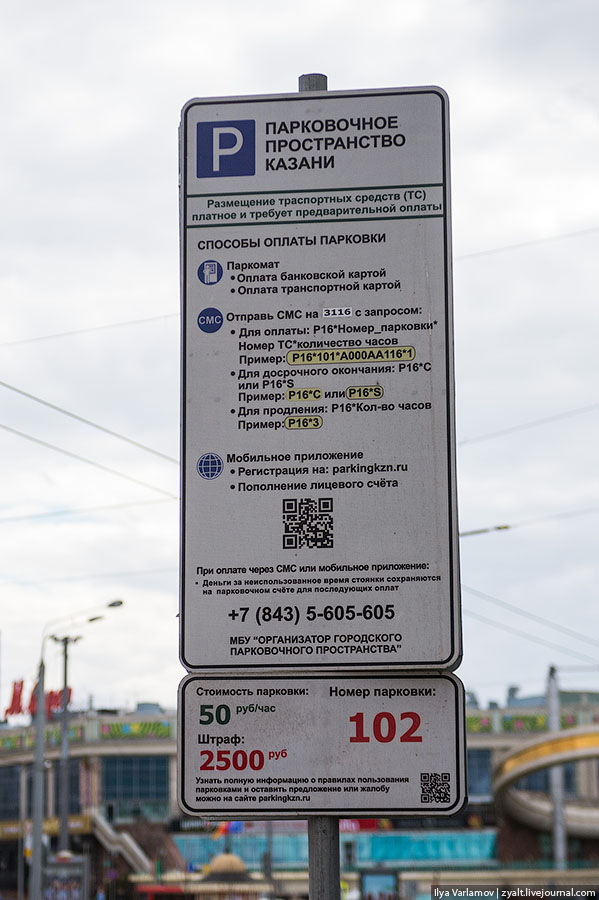 P
ПАРКОВОЧНОЕ
ПРОСТРАНСТВО
КАЗАНИ
Размещение траспортных средств (ТС)
платное и требует предварительной оплаты
СПОСОБЫ ОПЛАТЫ ПАРКОВКИ
Паркомат
• Оплата банковской картой
• Оплата транспортной картой
СМС
Отправь СМС на 3116 с запросом:
• Для оплаты: P16*Номер_парковки*
Номер ТС*количество часов
Пример: P16*101*A000AA116*1
• Для досрочного окончания: P16*C
или P16*S
Пример: P16*C или P16*S
• Для продления: P16*Кол-во часов
Пример: P16*3
Мобильное приложение
• Регистрация на: parkingkzn.ru
• Пополнение лицевого счёта
При оплате через СМС или мобильное приложение:
• Деньги за неиспользованное время стоянки сохраняются
на парковочном счёте для последующих оплат
+7 (843) 5-605-605
МБУ “ОРГАНИЗАТОР ГОРОДСКОГО
ПАРКОВОЧНОГО ПРОСТРАНСТВА”
Стоимость парковки:
50 руб/час
Штраф:
2500 руб
Номер парковки:
102
Узнать полную информацию о правилах пользования
парковками и оставить предложение или жалобу
можно на сайте parkingkzn.ru
Ilya Varlamov | zyalt.livejournal.com